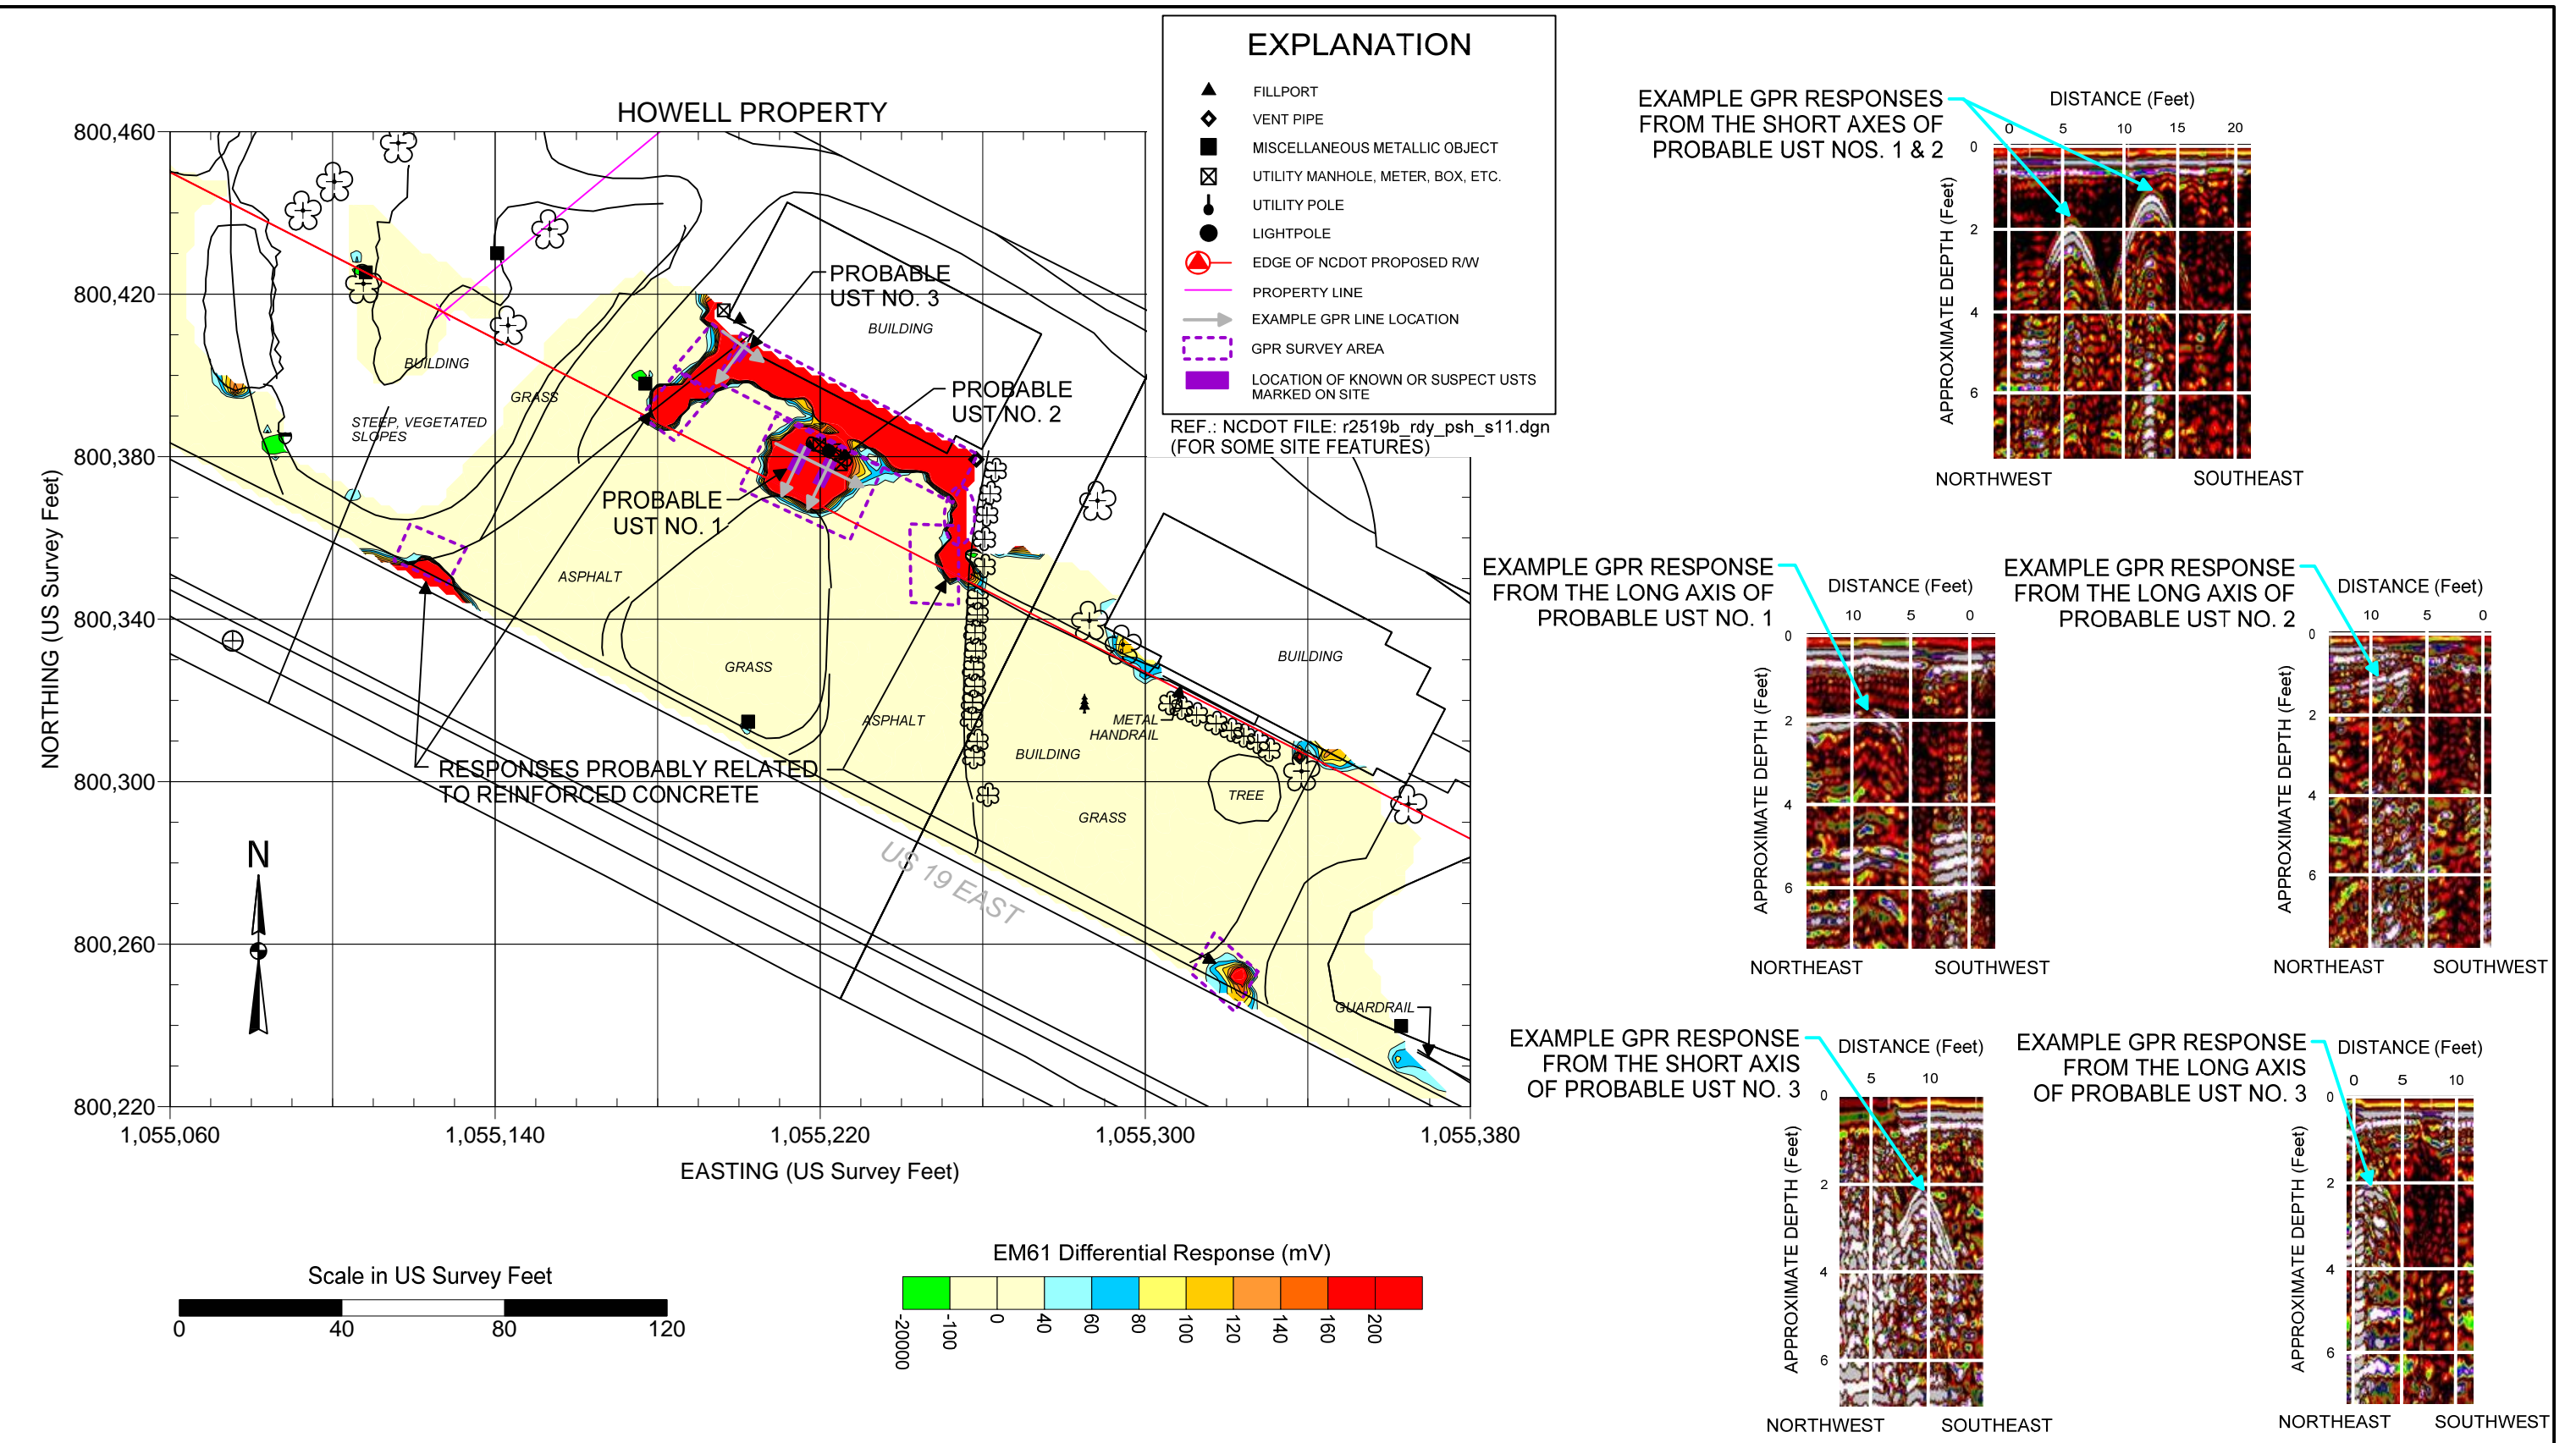 EXPLANATION
FILLPORT
VENT PIPE
MISCELLANEOUS METALLIC OBJECT
UTILITY MANHOLE, METER, BOX, ETC.
UTILITY POLE
LIGHTPOLE
EDGE OF NCDOT PROPOSED R/W
PROPERTY LINE
EXAMPLE GPR LINE LOCATION
GPR SURVEY AREA
LOCATION OF KNOWN OR SUSPECT USTS
MARKED ON SITE
REF.: NCDOT FILE: r2519b_rdy_psh_s11.dgn
(FOR SOME SITE FEATURES)
HOWELL PROPERTY
800,460
800,420
800,380
800,340
800,300
800,260
800,220
NORTHING (US Survey Feet)
1,055,060
1,055,140
1,055,220
1,055,300
1,055,380
EASTING (US Survey Feet)
PROBABLE
UST NO. 3
BUILDING
PROBABLE
UST NO. 2
BUILDING
GRASS
STEEP, VEGETATED
SLOPES
PROBABLE
UST NO. 1
ASPHALT
GRASS
ASPHALT
BUILDING
METAL
HANDRAIL
BUILDING
TREE
GRASS
RESPONSES PROBABLY RELATED
TO REINFORCED CONCRETE
US 19 EAST
GUARDRAIL
N
Scale in US Survey Feet
0 40 80 120
EM61 Differential Response (mV)
-20000 -100 0 40 60 80 100 120 140 160 200
EXAMPLE GPR RESPONSES
FROM THE SHORT AXES OF
PROBABLE UST NOS. 1 & 2
DISTANCE (Feet)
0 5 10 15 20
APPROXIMATE DEPTH (Feet)
0
2
4
6
NORTHWEST SOUTHEAST
EXAMPLE GPR RESPONSE
FROM THE LONG AXIS OF
PROBABLE UST NO. 1
DISTANCE (Feet)
10 5 0
APPROXIMATE DEPTH (Feet)
0
2
4
6
NORTHEAST SOUTHWEST
EXAMPLE GPR RESPONSE
FROM THE LONG AXIS OF
PROBABLE UST NO. 2
DISTANCE (Feet)
10 5 0
APPROXIMATE DEPTH (Feet)
0
2
4
6
NORTHEAST SOUTHWEST
EXAMPLE GPR RESPONSE
FROM THE SHORT AXIS
OF PROBABLE UST NO. 3
DISTANCE (Feet)
5 10
APPROXIMATE DEPTH (Feet)
0
2
4
6
NORTHWEST SOUTHEAST
EXAMPLE GPR RESPONSE
FROM THE LONG AXIS
OF PROBABLE UST NO. 3
DISTANCE (Feet)
0 5 10
APPROXIMATE DEPTH (Feet)
0
2
4
6
NORTHEAST SOUTHWEST